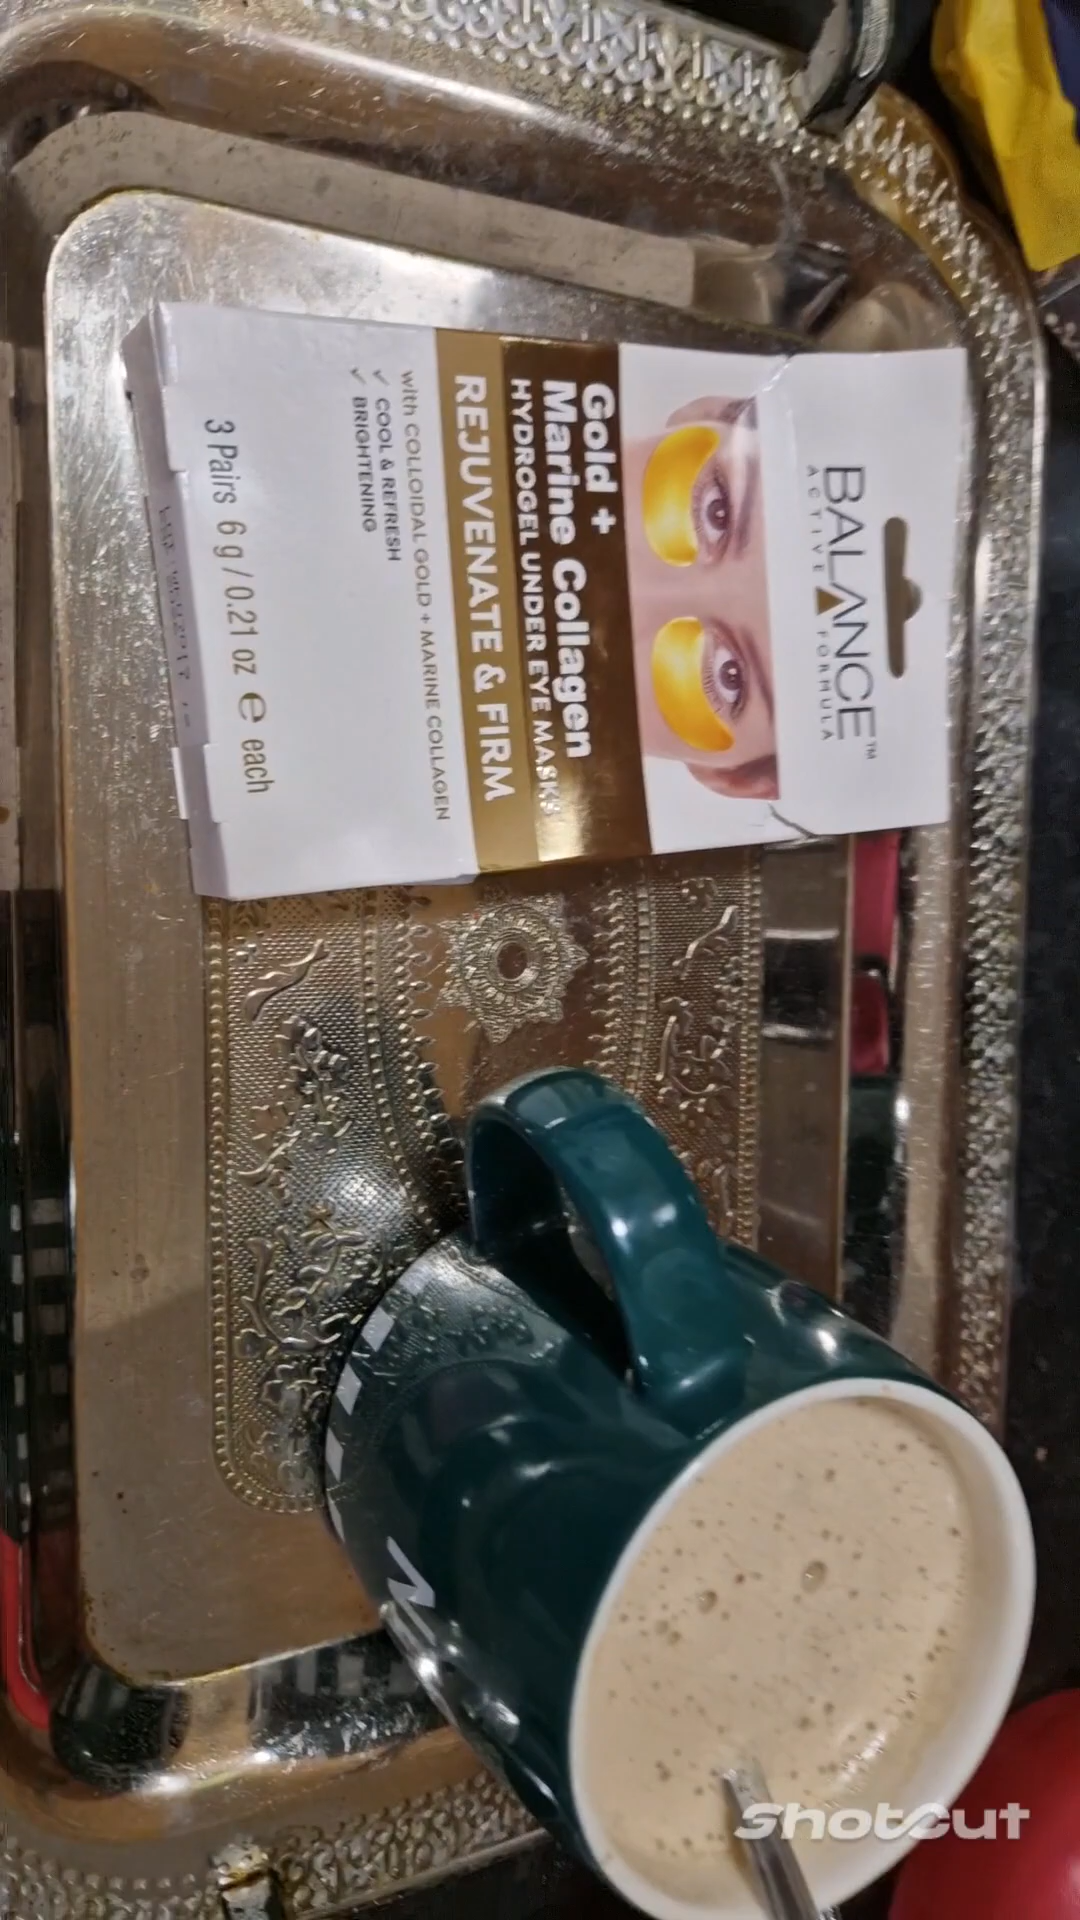 BALANCE™
ACTIVE FORMULA
Gold +
Marine Collagen
HYDROGEL UNDER EYE MASKS
REJUVENATE & FIRM
with COLLOIDAL GOLD + MARINE COLLAGEN
✓ COOL & REFRESH
✓ BRIGHTENING
3 Pairs 6 g / 0.21 oz ℮ each
ShotCut